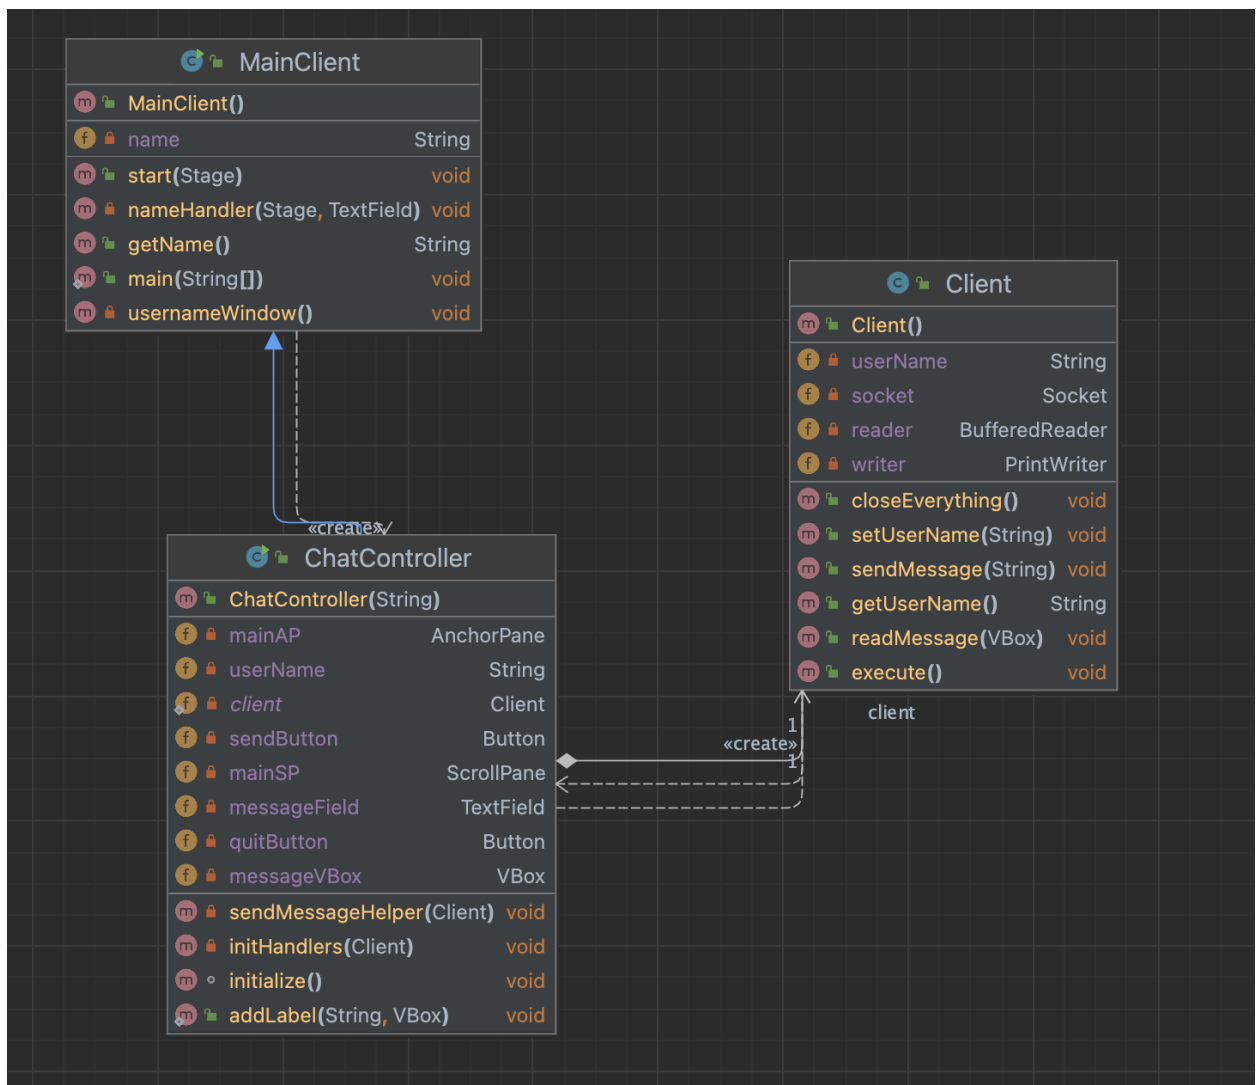 MainClient
MainClient()
name String
start(Stage) void
nameHandler(Stage, TextField) void
getName() String
main(String[]) void
usernameWindow() void
Client
Client()
userName String
socket Socket
reader BufferedReader
writer PrintWriter
closeEverything() void
setUserName(String) void
sendMessage(String) void
getUserName() String
readMessage(VBox) void
execute() void
«create»
ChatController
ChatController(String)
mainAP AnchorPane
userName String
client Client
sendButton Button
mainSP ScrollPane
messageField TextField
quitButton Button
messageVBox VBox
sendMessageHelper(Client) void
initHandlers(Client) void
initialize() void
addLabel(String, VBox) void
client
1
«create»
1